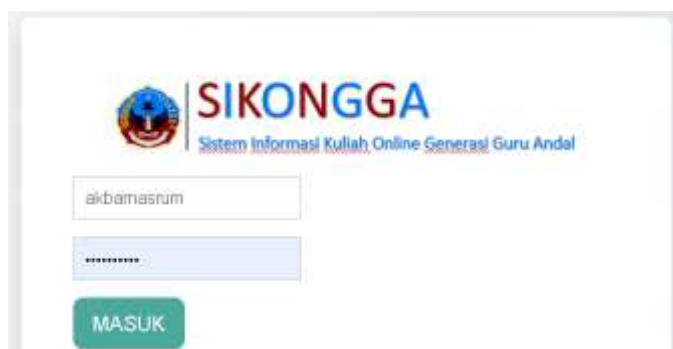 SIKONGGA
Sistem Informasi Kuliah Online Generasi Guru Andal
akbarnasrum
••••••••••
MASUK